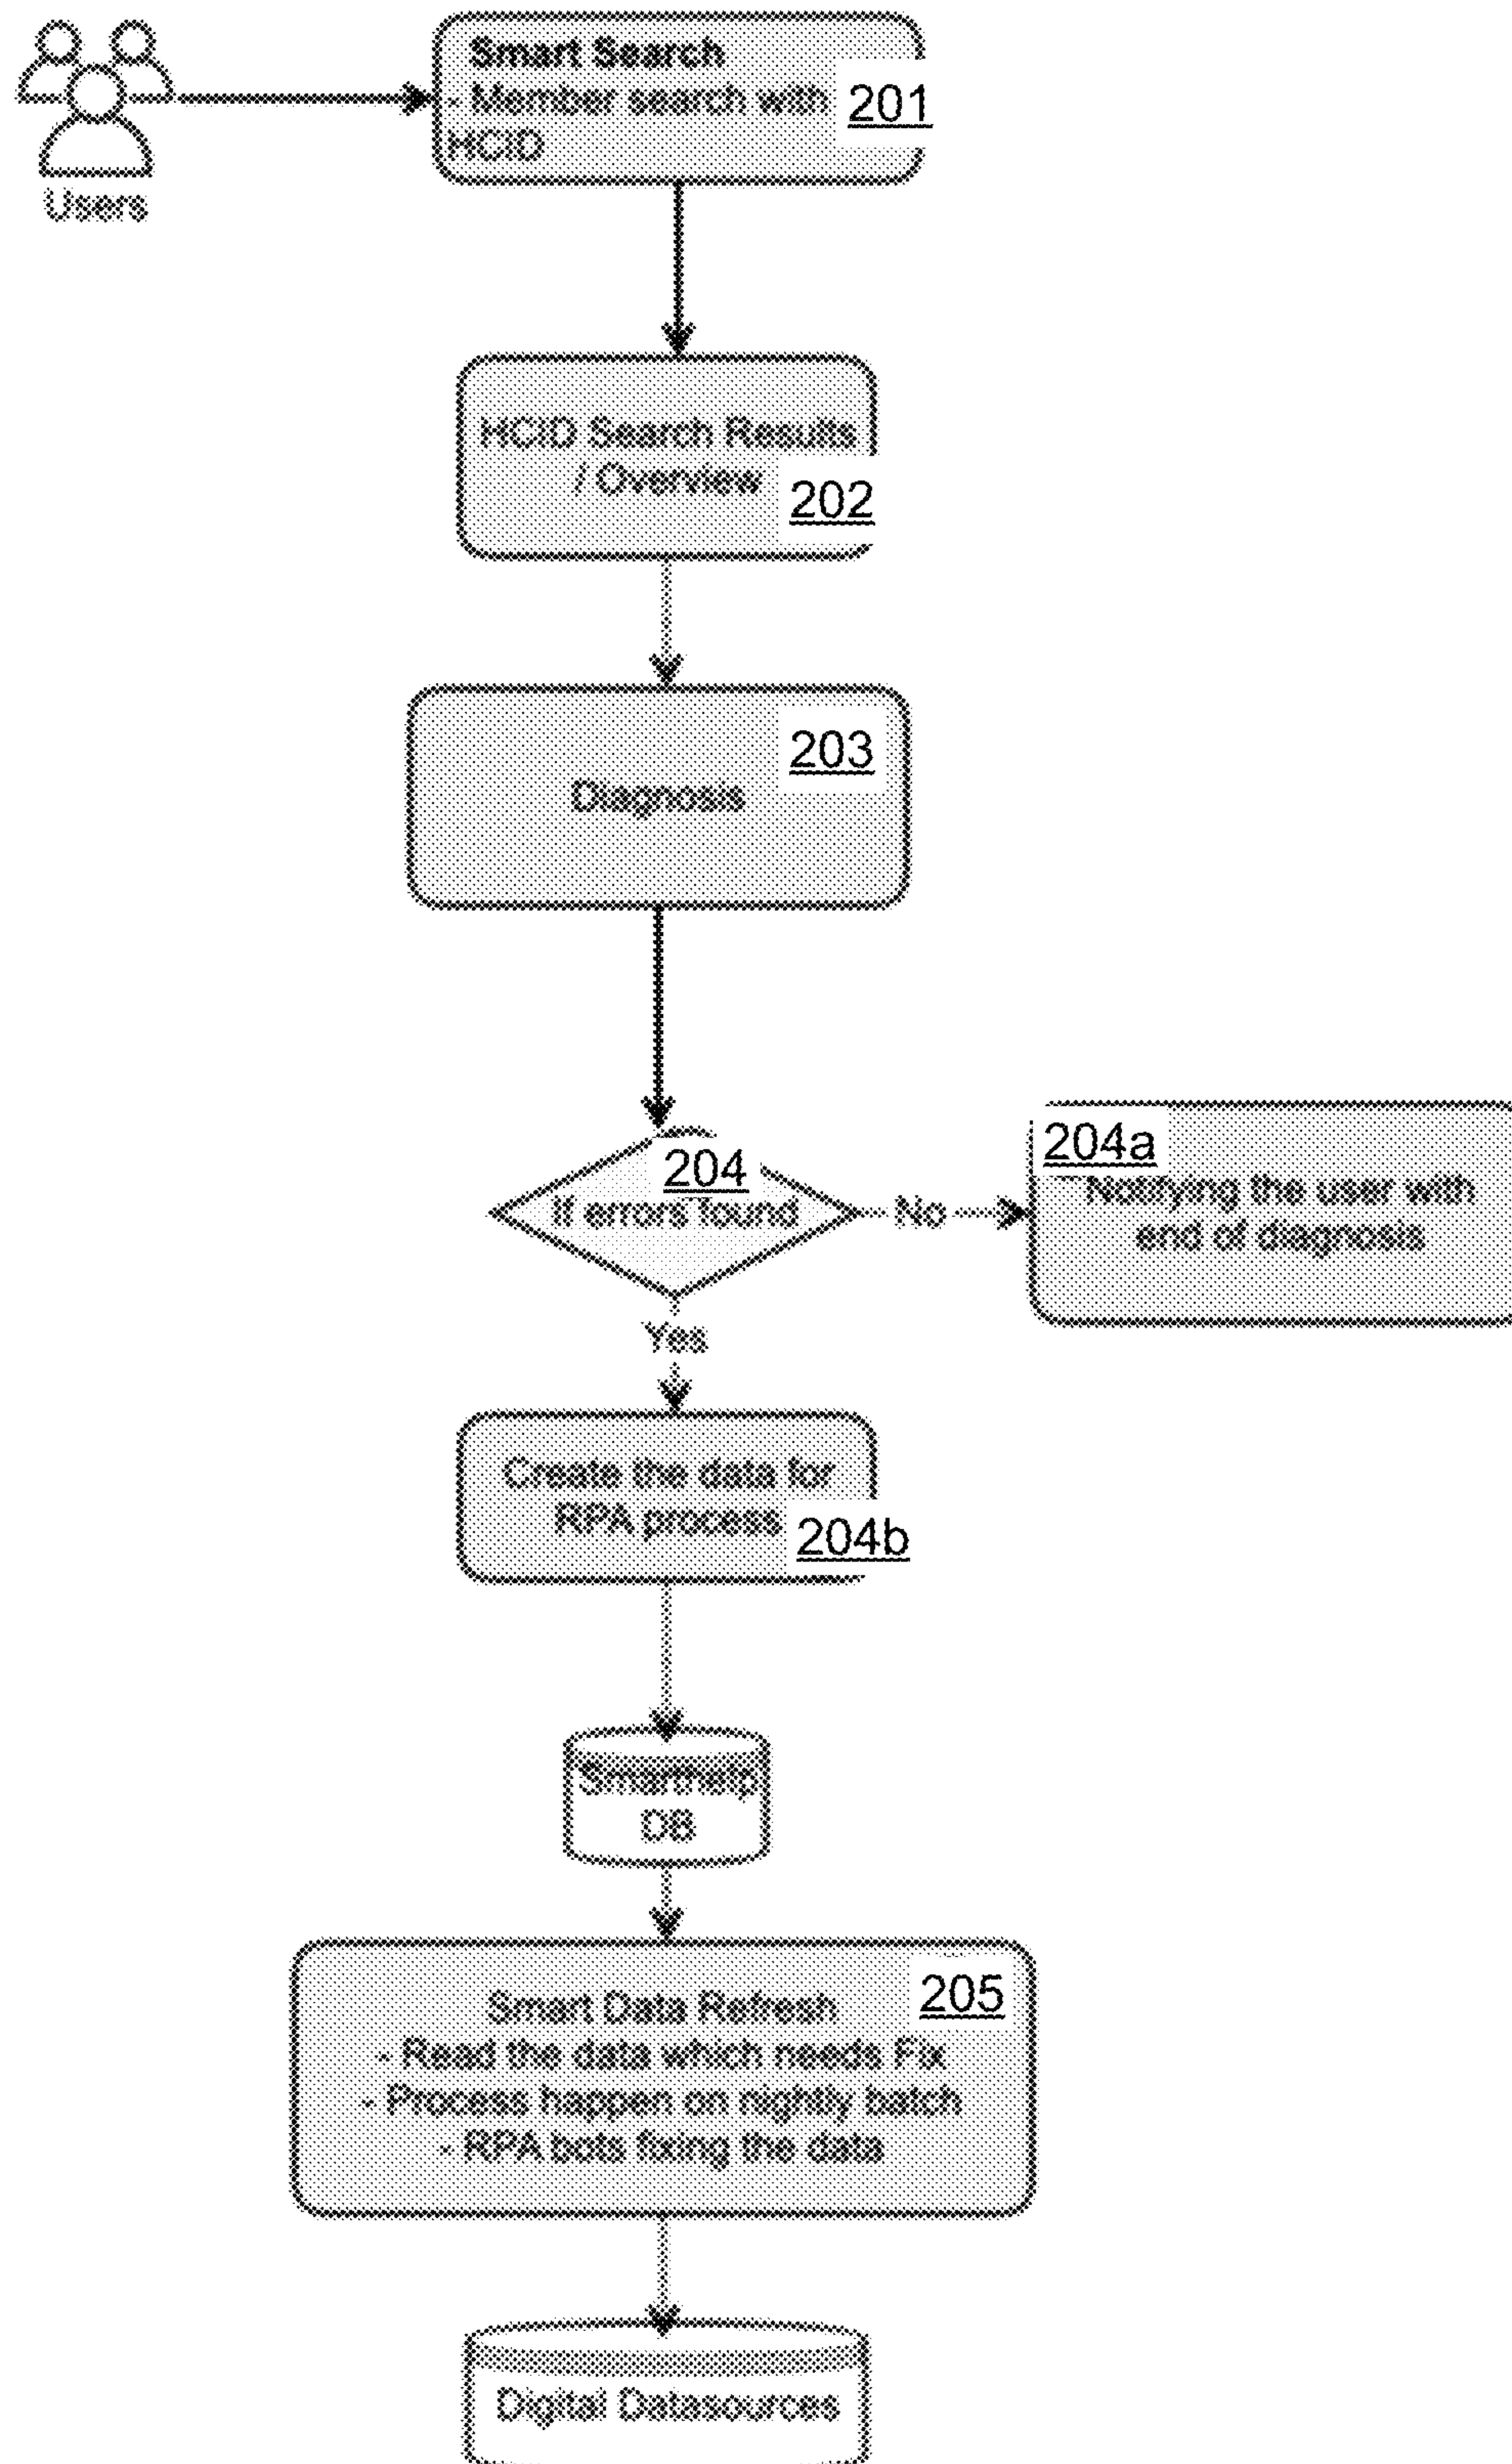 Smart Search
- Member search with
HCID
201
Users
HCID Search Results
/ Overview
202
203
Diagnosis
204
If errors found
No
204a
Notifying the user with
end of diagnosis
Yes
Create the data for
RPA process
204b
Smarthelp
DB
205
Smart Data Refresh
- Read the data which needs Fix
- Process happen on nightly batch
- RPA bots fixing the data
Digital Datasources